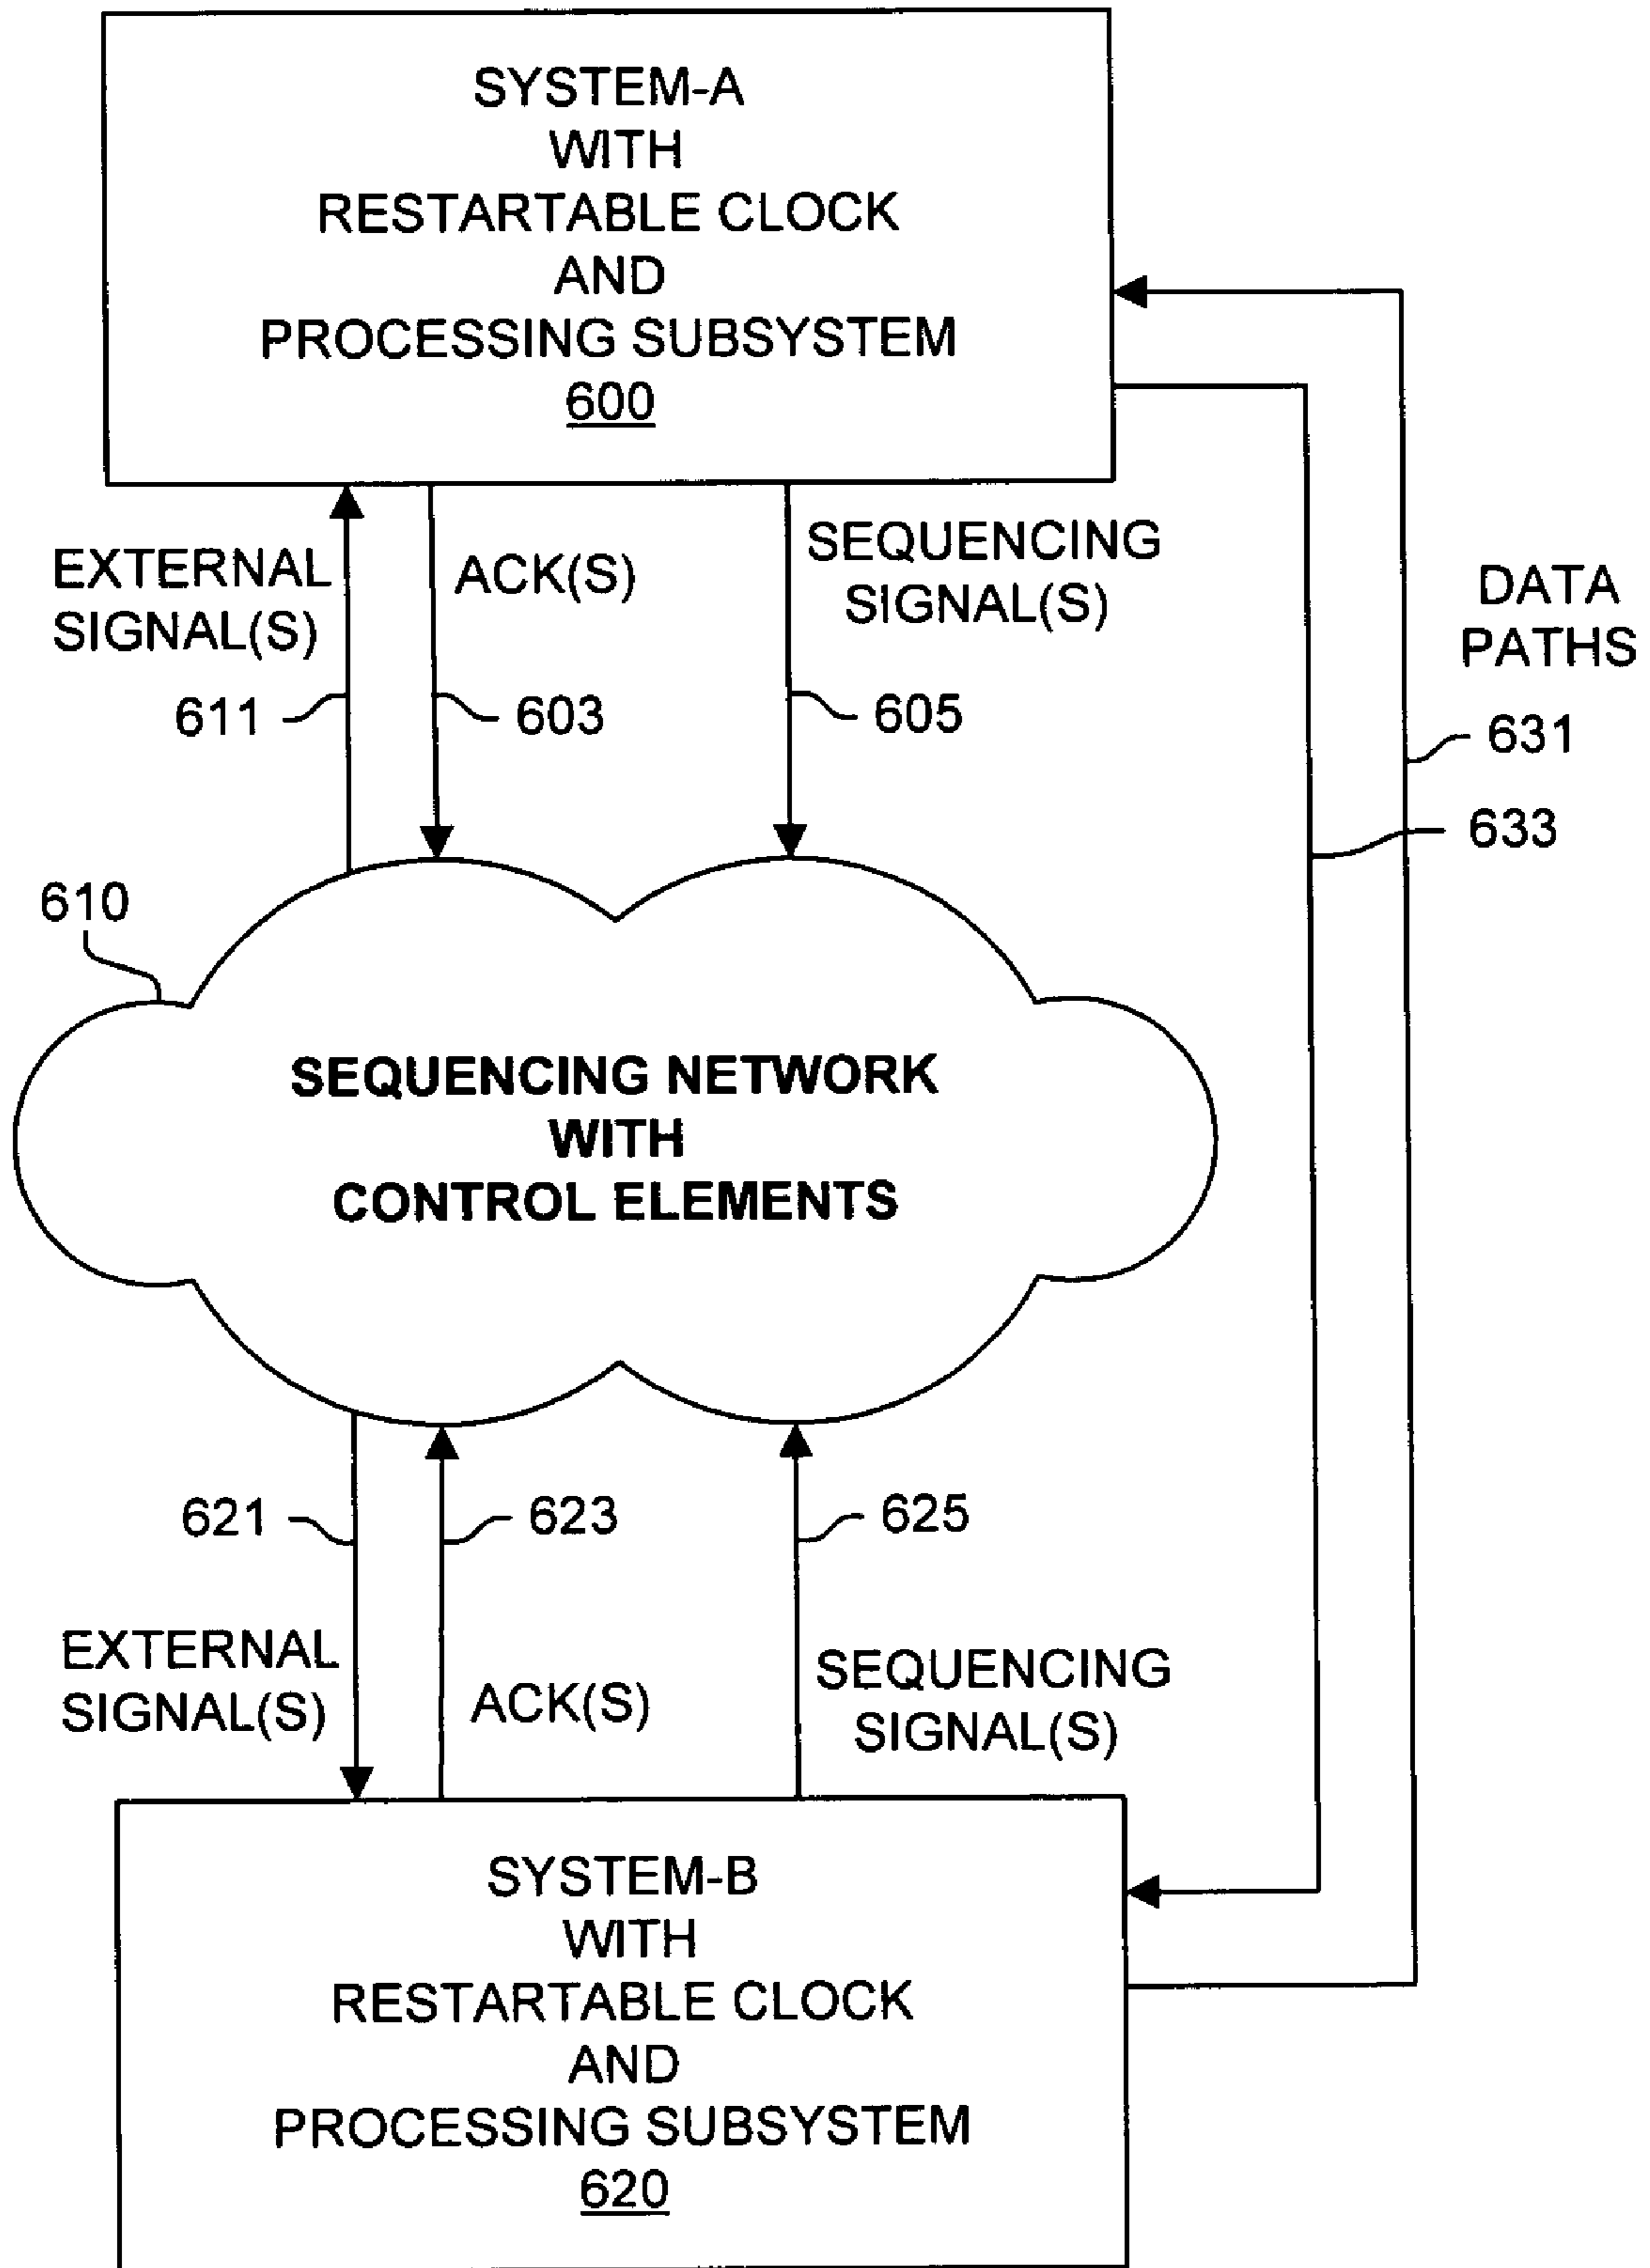 SYSTEM-A
WITH
RESTARTABLE CLOCK
AND
PROCESSING SUBSYSTEM
600
EXTERNAL
SIGNAL(S)
ACK(S)
SEQUENCING
SIGNAL(S)
DATA
PATHS
611
603
605
631
633
610
SEQUENCING NETWORK
WITH
CONTROL ELEMENTS
621
623
625
EXTERNAL
SIGNAL(S)
ACK(S)
SEQUENCING
SIGNAL(S)
SYSTEM-B
WITH
RESTARTABLE CLOCK
AND
PROCESSING SUBSYSTEM
620